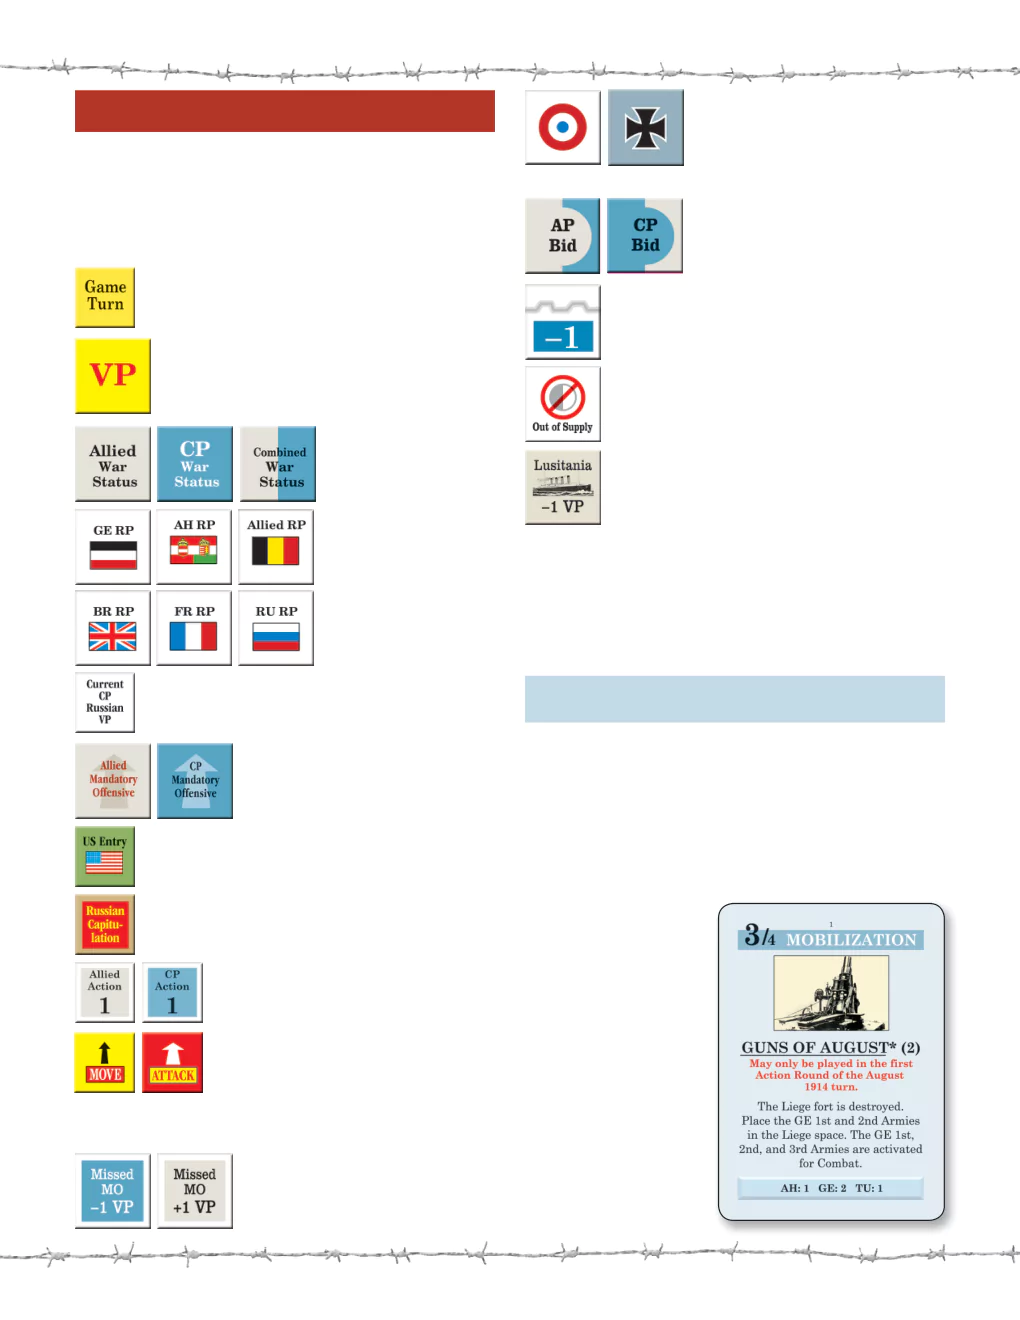 Game
Turn
VP
Allied
War
Status
CP
War
Status
Combined
War
Status
GE RP
AH RP
Allied RP
BR RP
FR RP
RU RP
Current
CP
Russian
VP
Allied
Mandatory
Offensive
CP
Mandatory
Offensive
US Entry
Russian
Capitu-
lation
Allied
Action
1
CP
Action
1
MOVE
ATTACK
Missed
MO
–1 VP
Missed
MO
+1 VP
AP
Bid
CP
Bid
–1
Out of Supply
Lusitania
–1 VP
1
3/4 MOBILIZATION
GUNS OF AUGUST* (2)
May only be played in the first
Action Round of the August
1914 turn.
The Liege fort is destroyed.
Place the GE 1st and 2nd Armies
in the Liege space. The GE 1st,
2nd, and 3rd Armies are activated
for Combat.
AH: 1 GE: 2 TU: 1